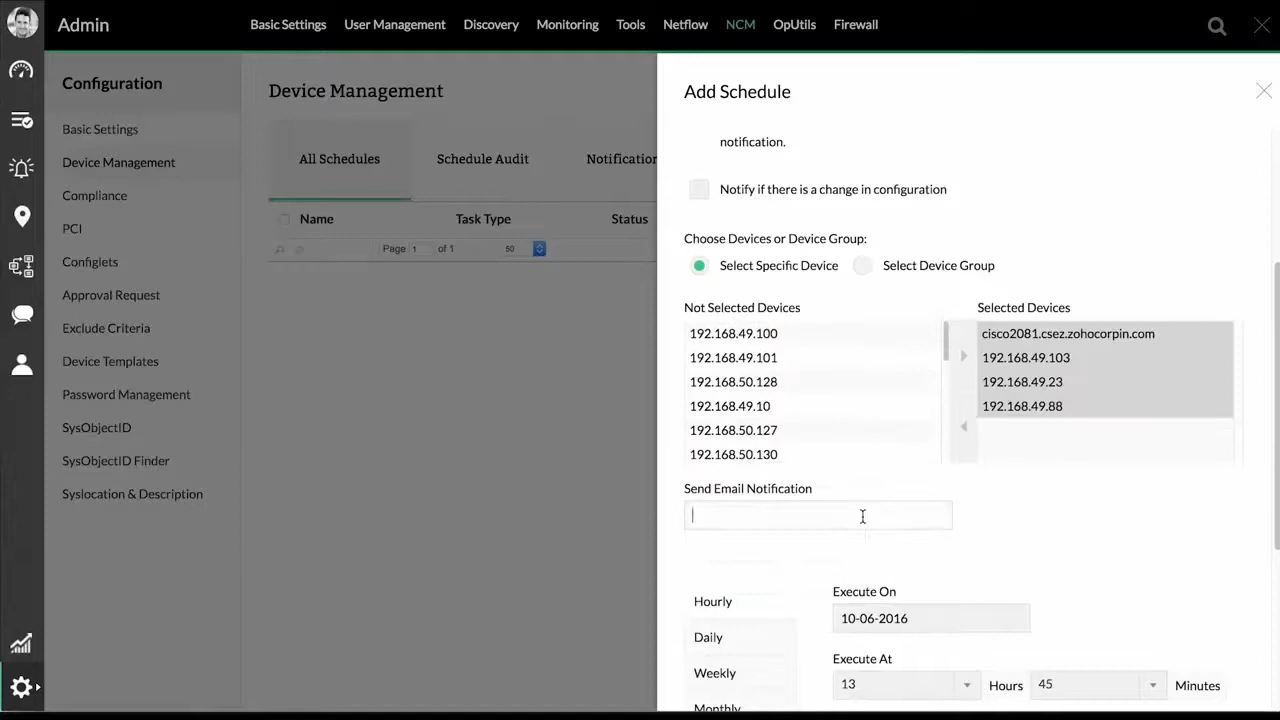 Admin
Basic Settings User Management Discovery Monitoring Tools Netflow NCM OpUtils Firewall
Configuration
Basic Settings
Device Management
Compliance
PCI
Configlets
Approval Request
Exclude Criteria
Device Templates
Password Management
SysObjectID
SysObjectID Finder
Syslocation & Description
Device Management
All Schedules Schedule Audit Notification
Name Task Type Status
Page 1 of 1 50
Add Schedule
notification.
Notify if there is a change in configuration
Choose Devices or Device Group:
Select Specific Device Select Device Group
Not Selected Devices Selected Devices
192.168.49.100 cisco2081.csez.zohocorpin.com
192.168.49.101 192.168.49.103
192.168.50.128 192.168.49.23
192.168.49.10 192.168.49.88
192.168.50.127
192.168.50.130
Send Email Notification
Hourly
Daily
Weekly
Monthly
Execute On
10-06-2016
Execute At
13 Hours 45 Minutes